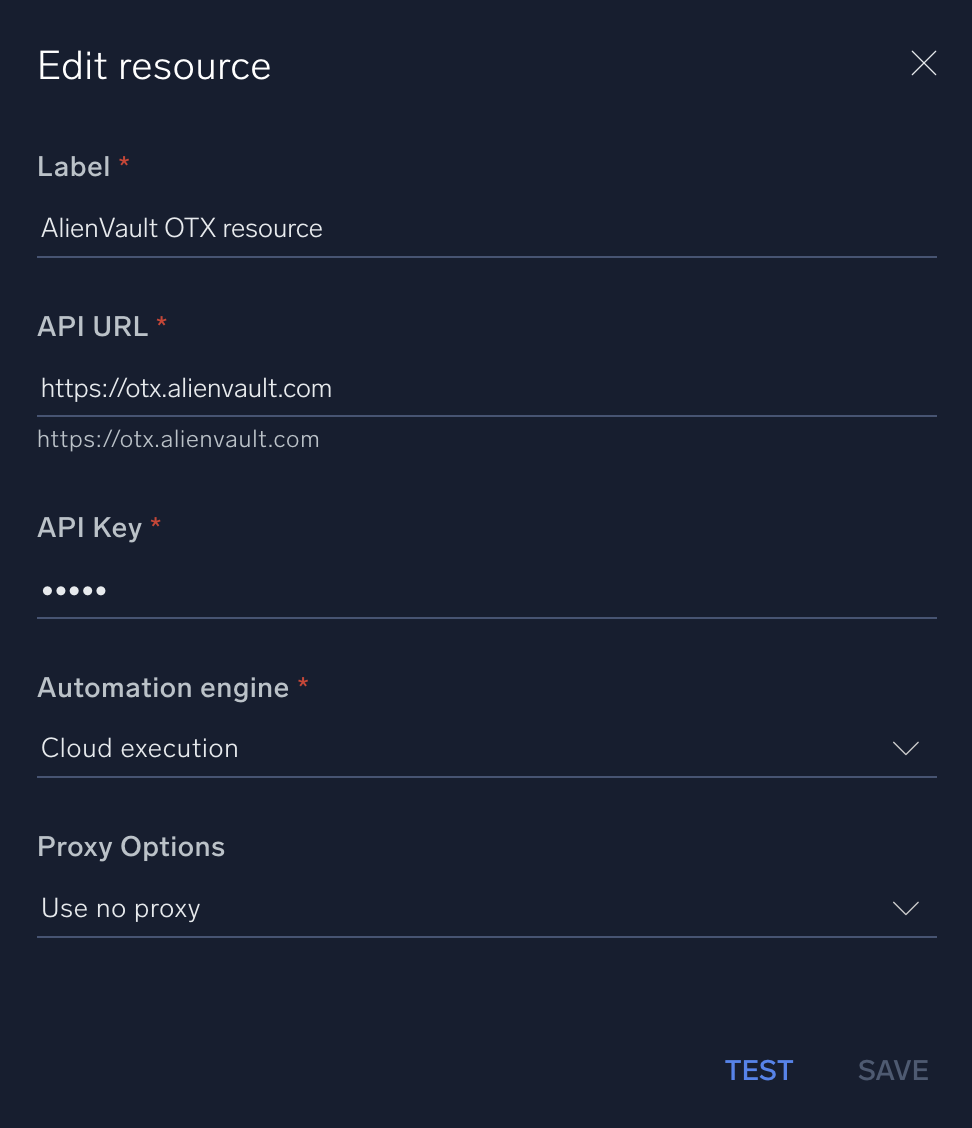 Edit resource
Label *
AlienVault OTX resource
API URL *
https://otx.alienvault.com
https://otx.alienvault.com
API Key *
•••••
Automation engine *
Cloud execution
Proxy Options
Use no proxy
TEST SAVE